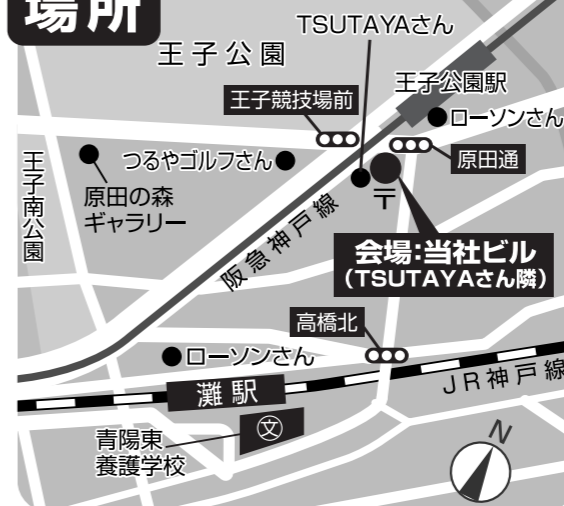 場所
TSUTAYAさん
王子公園
王子公園駅
王子競技場前
ローソンさん
原田通
つるやゴルフさん
王子南公園
原田の森
ギャラリー
〒
阪急神戸線
会場:当社ビル
(TSUTAYAさん隣)
高橋北
ローソンさん
灘駅
JR神戸線
文
青陽東
養護学校
N